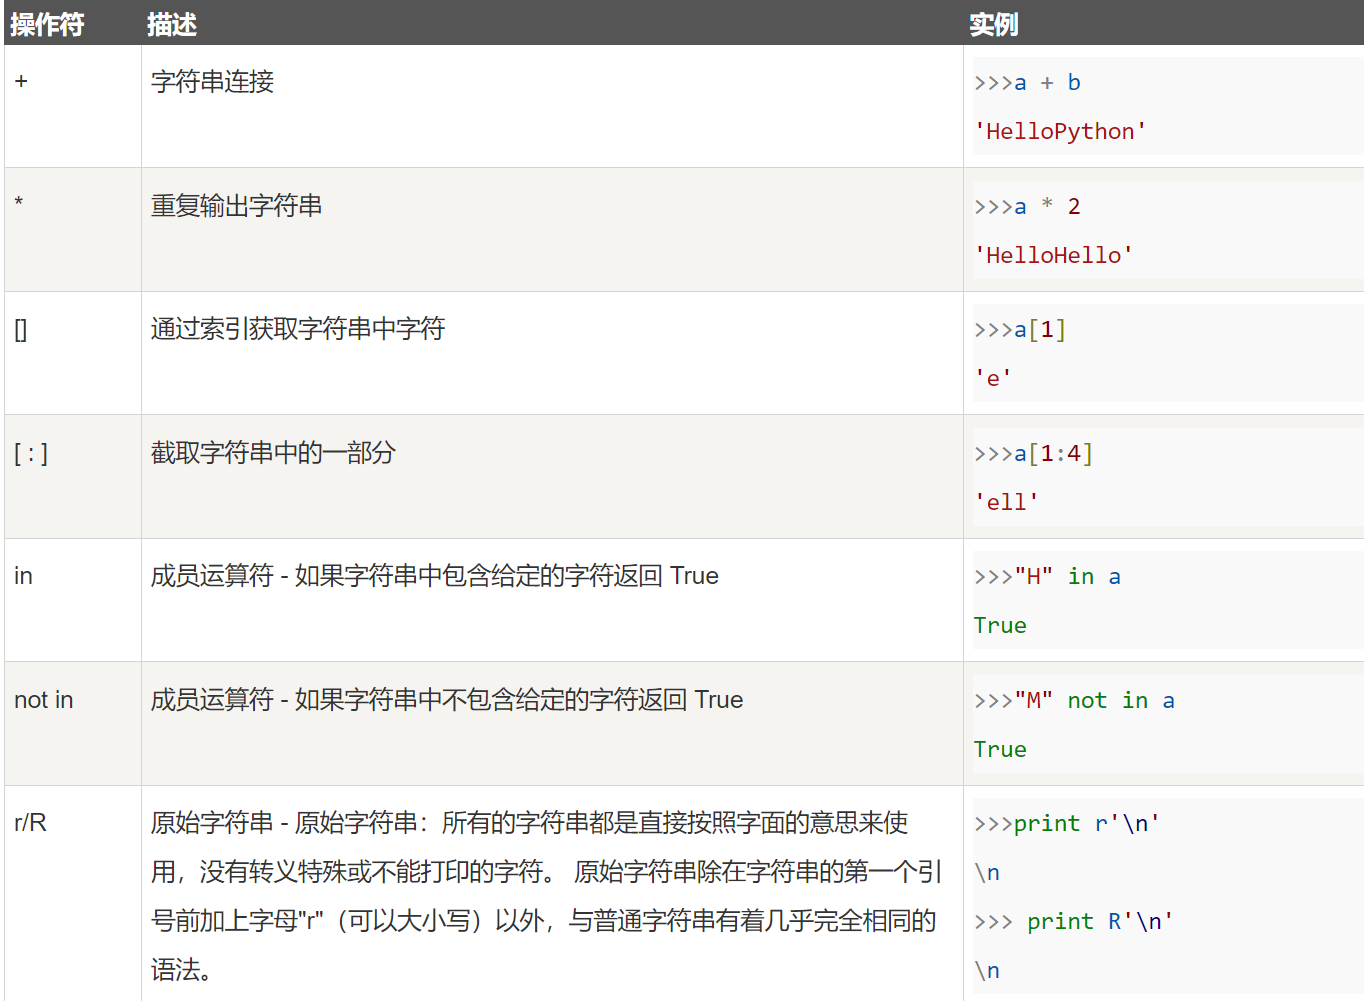 操作符 描述 实例
+ 字符串连接 >>>a + b
'HelloPython'
* 重复输出字符串 >>>a * 2
'HelloHello'
[] 通过索引获取字符串中字符 >>>a[1]
'e'
[ : ] 截取字符串中的一部分 >>>a[1:4]
'ell'
in 成员运算符 - 如果字符串中包含给定的字符返回 True >>>"H" in a
True
not in 成员运算符 - 如果字符串中不包含给定的字符返回 True >>>"M" not in a
True
r/R 原始字符串 - 原始字符串：所有的字符串都是直接按照字面的意思来使 >>>print r'\n'
用，没有转义特殊或不能打印的字符。 原始字符串除在字符串的第一个引 \n
号前加上字母"r"（可以大小写）以外，与普通字符串有着几乎完全相同的 >>> print R'\n'
语法。 \n